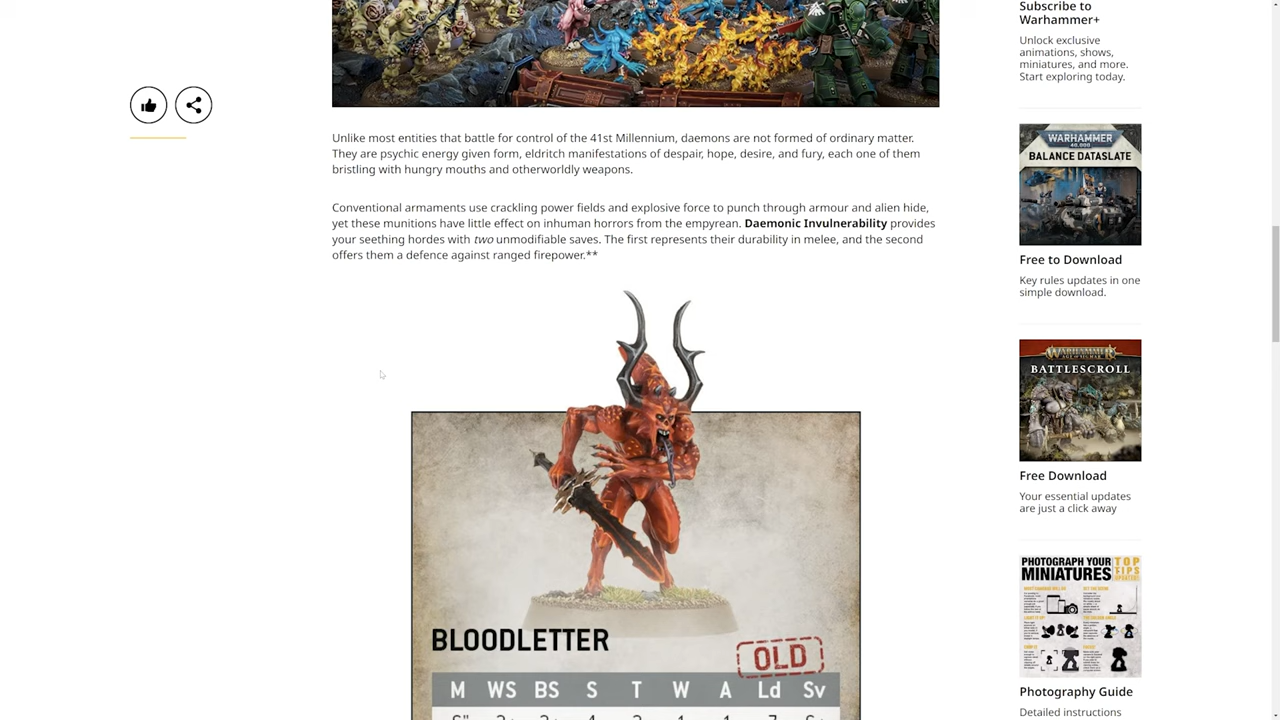 Subscribe to
Warhammer+
Unlock exclusive
animations, shows,
miniatures, and more.
Start exploring today.
Unlike most entities that battle for control of the 41st Millennium, daemons are not formed of ordinary matter.
They are psychic energy given form, eldritch manifestations of despair, hope, desire, and fury, each one of them
bristling with hungry mouths and otherworldly weapons.
Conventional armaments use crackling power fields and explosive force to punch through armour and alien hide,
yet these munitions have little effect on inhuman horrors from the empyrean. Daemonic Invulnerability provides
your seething hordes with two unmodifiable saves. The first represents their durability in melee, and the second
offers them a defence against ranged firepower.**
BLOODLETTER
OLD
M WS BS S T W A Ld Sv
WARHAMMER
40,000
BALANCE DATASLATE
Free to Download
Key rules updates in one
simple download.
WARHAMMER
BATTLESCROLL
Free Download
Your essential updates
are just a click away
PHOTOGRAPH YOUR
MINIATURES
TOP
TIPS
Photography Guide
Detailed instructions